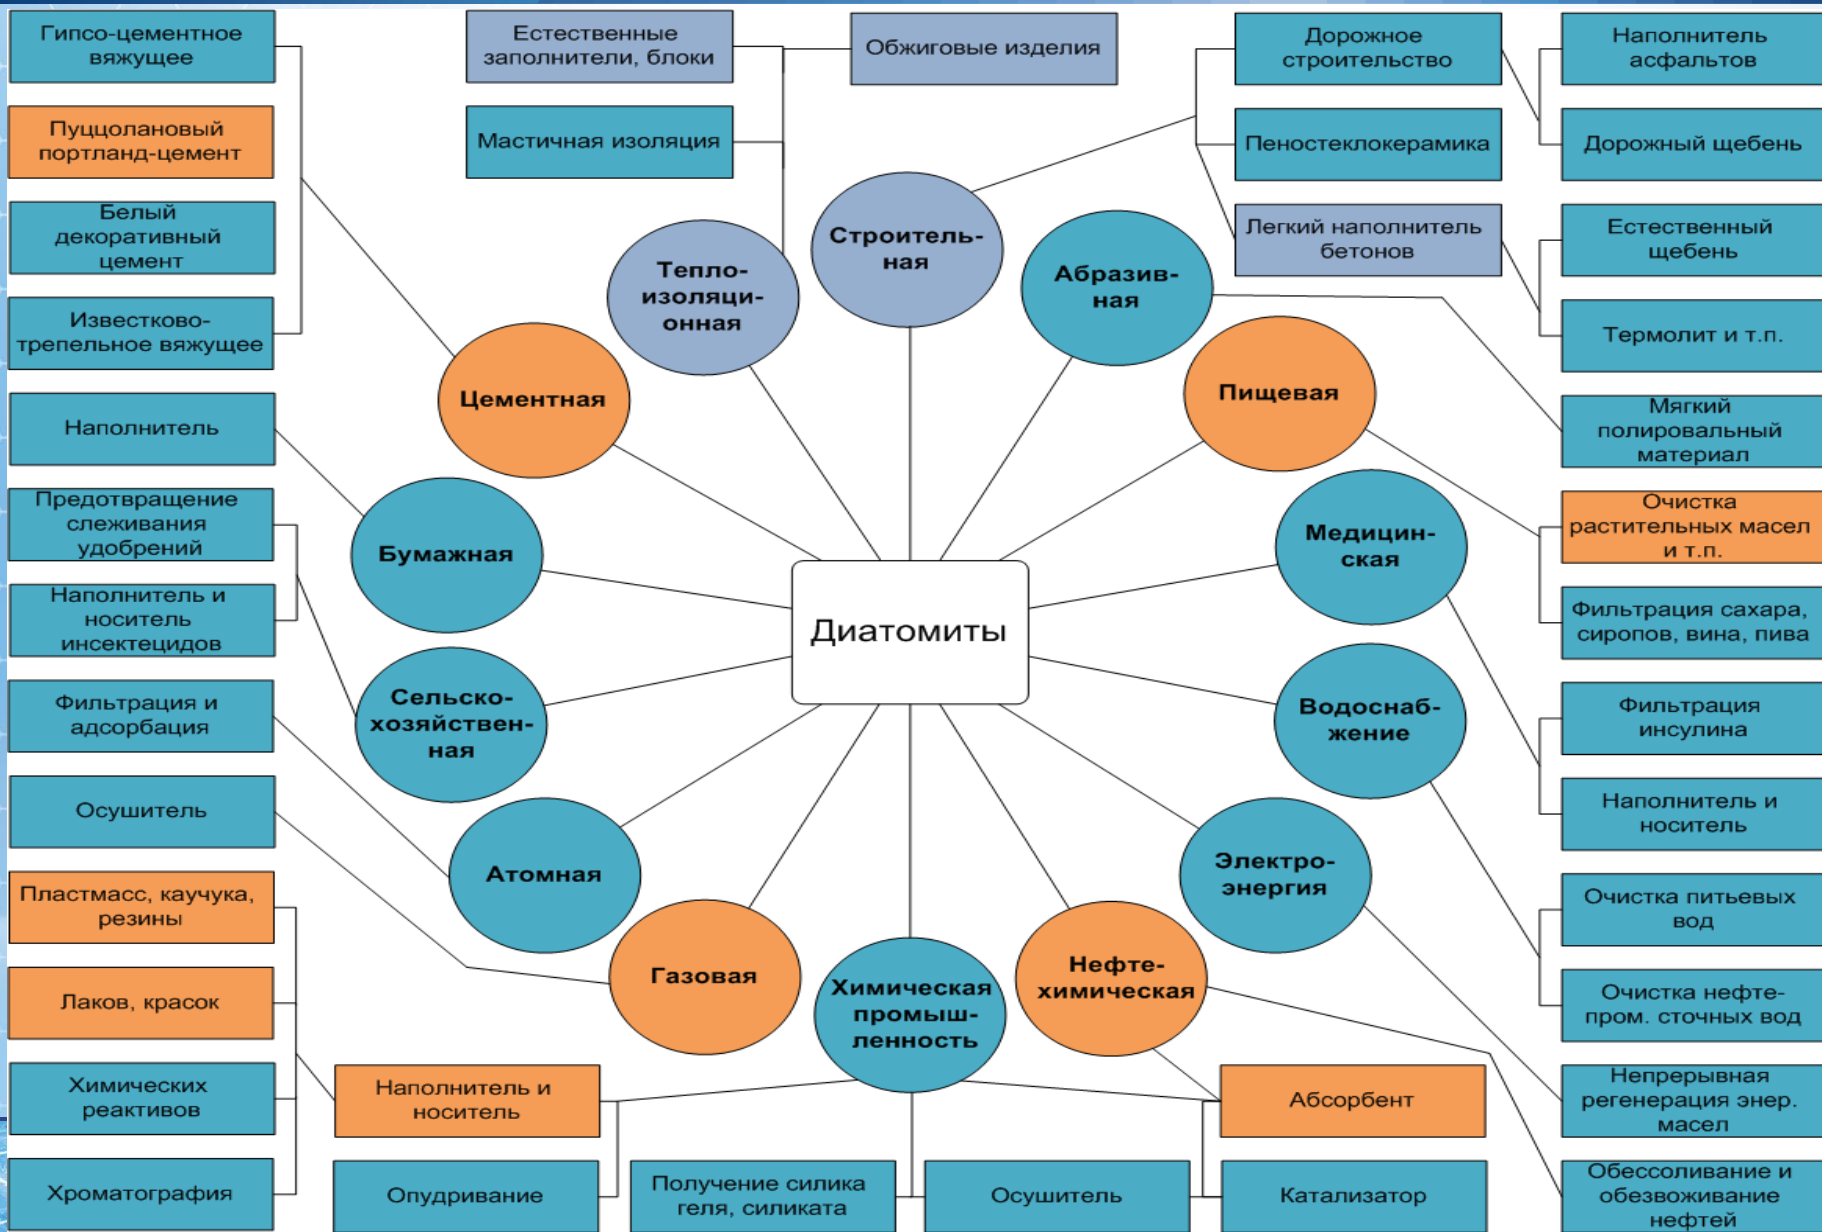 Гипсо-цементное
вяжущее
Пуццолановый
портланд-цемент
Белый
декоративный
цемент
Известково-
трепельное вяжущее
Наполнитель
Предотвращение
слеживания
удобрений
Наполнитель и
носитель
инсектецидов
Фильтрация и
адсорбация
Осушитель
Пластмасс, каучука,
резины
Лаков, красок
Химических
реактивов
Хроматография
Естественные
заполнители, блоки
Мастичная изоляция
Обжиговые изделия
Дорожное
строительство
Пеностеклокерамика
Легкий наполнитель
бетонов
Наполнитель
асфальтов
Дорожный щебень
Естественный
щебень
Термолит и т.п.
Мягкий
полировальный
материал
Очистка
растительных масел
и т.п.
Фильтрация сахара,
сиропов, вина, пива
Фильтрация
инсулина
Наполнитель и
носитель
Очистка питьевых
вод
Очистка нефте-
пром. сточных вод
Непрерывная
регенерация энер.
масел
Обессоливание и
обезвоживание
нефтей
Строитель-
ная
Тепло-
изоляци-
онная
Абразив-
ная
Цементная
Пищевая
Бумажная
Медицин-
ская
Диатомиты
Сельско-
хозяйствен-
ная
Водоснаб-
жение
Атомная
Электро-
энергия
Газовая
Химическая
промыш-
ленность
Нефте-
химическая
Наполнитель и
носитель
Абсорбент
Опудривание
Получение силика
геля, силиката
Осушитель
Катализатор